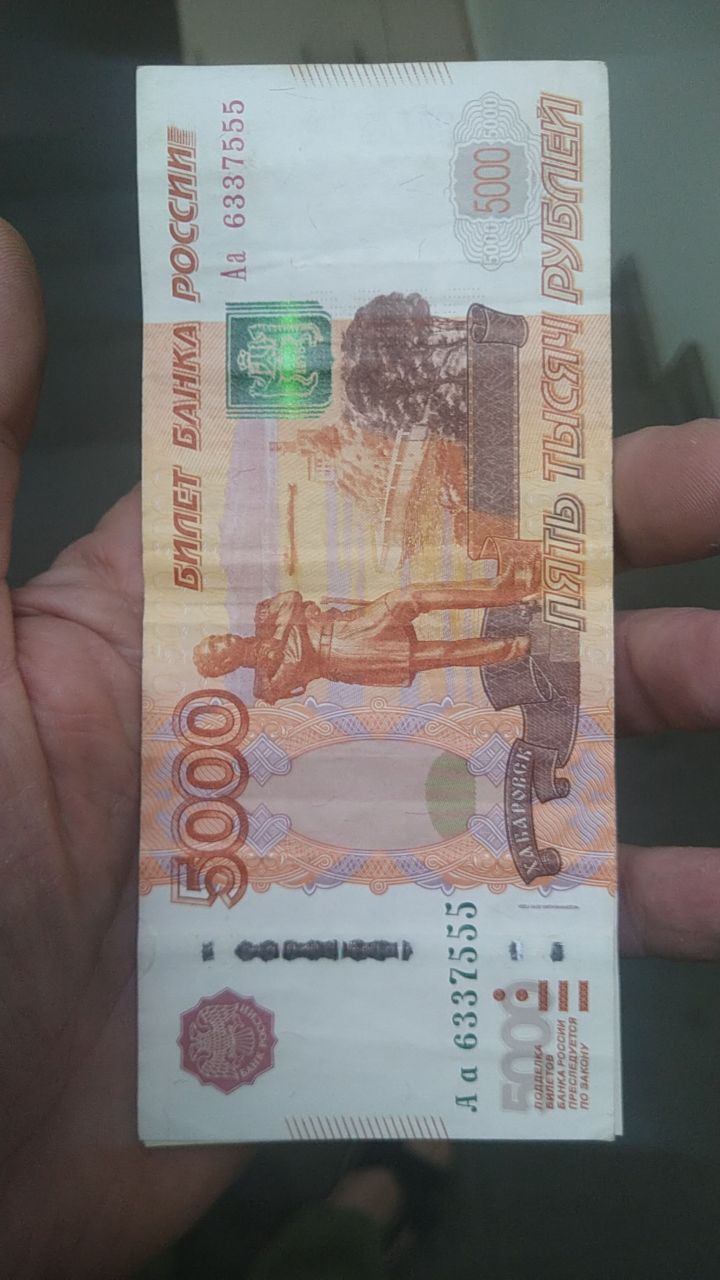 БИЛЕТ БАНКА РОССИИ
5000
БАНК РОССИИ
Аа 6337555
Аа 6337555
5000
5000 5000 5000
ХАБАРОВСК
ПОДДЕЛКА
БИЛЕТОВ
БАНКА РОССИИ
ПРЕСЛЕДУЕТСЯ
ПО ЗАКОНУ
ПЯТЬ ТЫСЯЧ РУБЛЕЙ